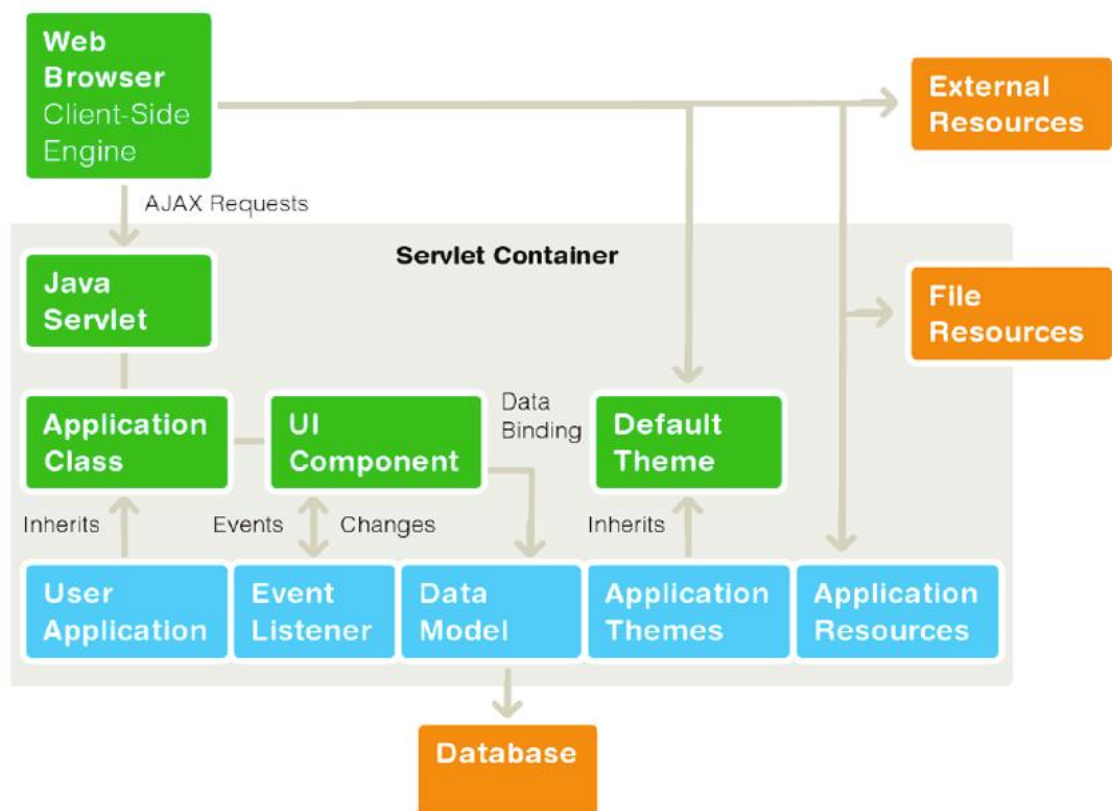 Web
Browser
Client-Side
Engine
External
Resources
AJAX Requests
Servlet Container
Java
Servlet
File
Resources
Application
Class
UI
Component
Data
Binding
Default
Theme
Inherits
Events
Changes
Inherits
User
Application
Event
Listener
Data
Model
Application
Themes
Application
Resources
Database